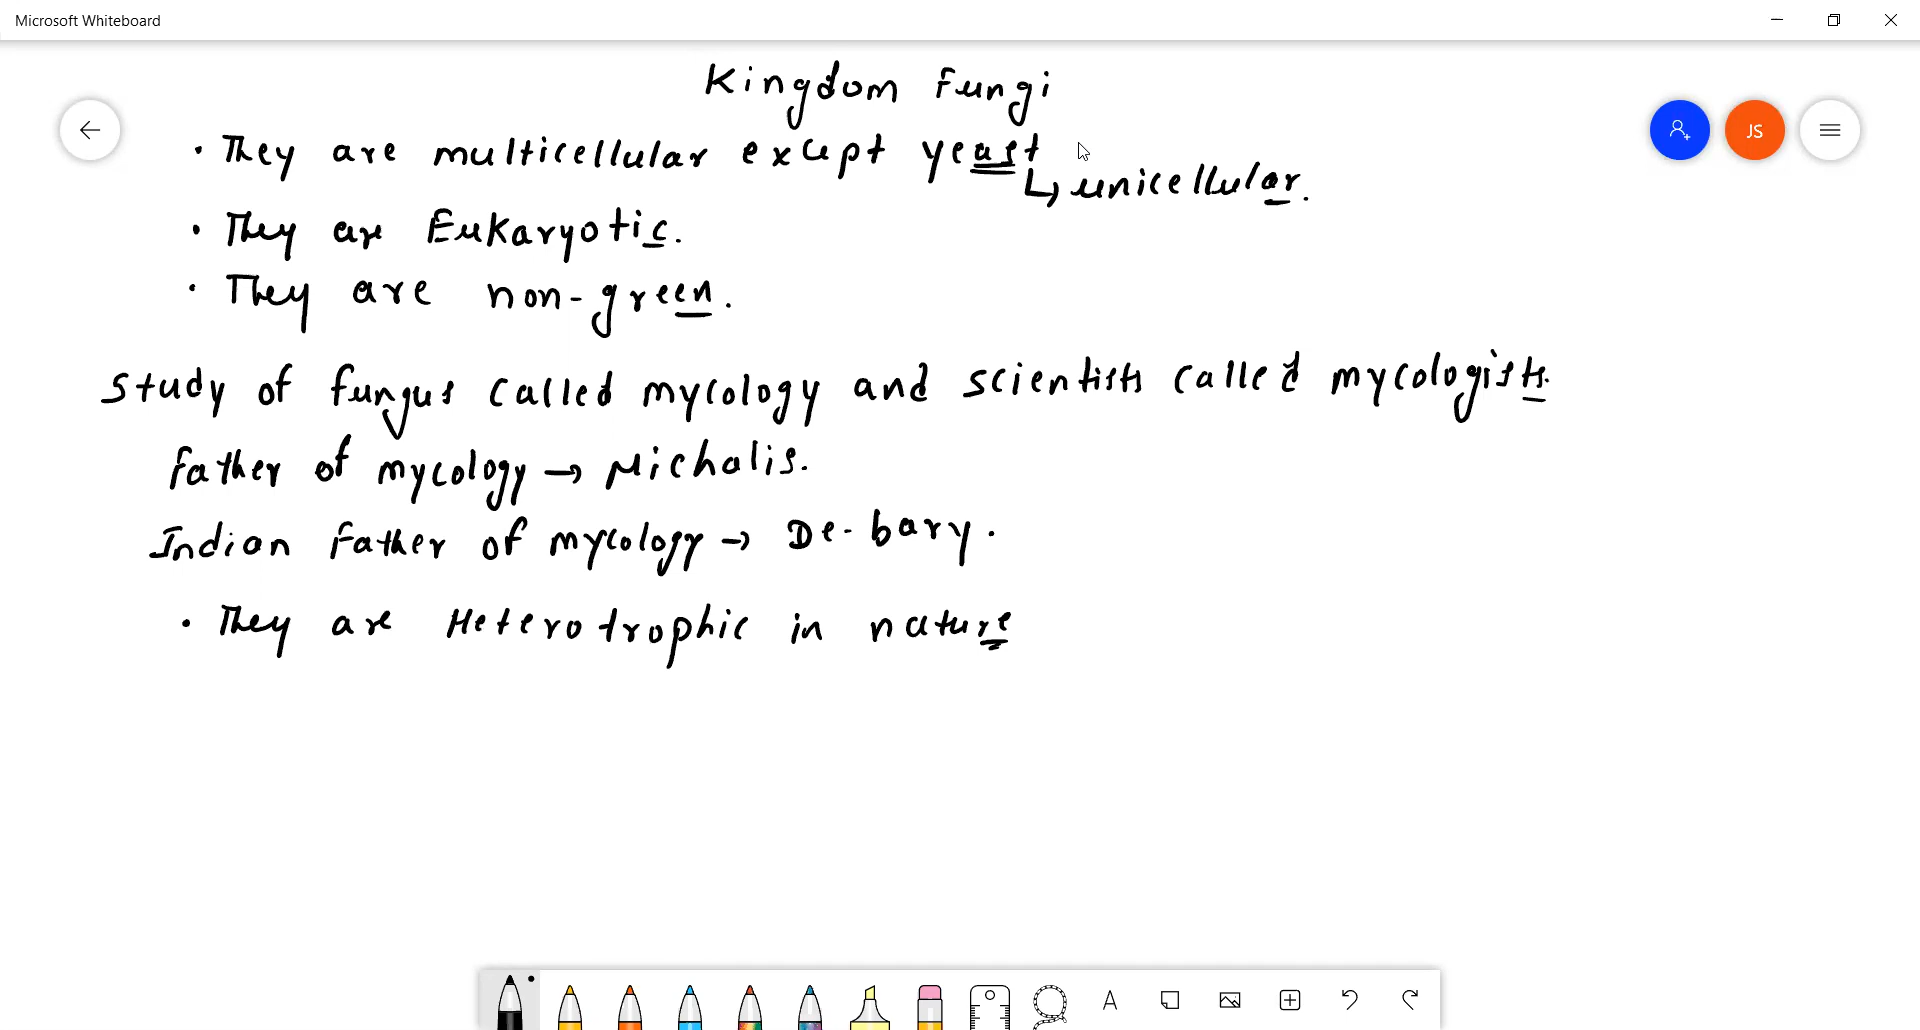 Microsoft Whiteboard
Kingdom Fungi
JS
• They are multicellular except yeast
↳ unicellular.
• They are Eukaryotic.
• They are non-green.
Study of fungus called mycology and scientists called mycologists.
Father of mycology → Michalis.
Indian Father of mycology → De-bary.
• They are Heterotrophic in nature
A